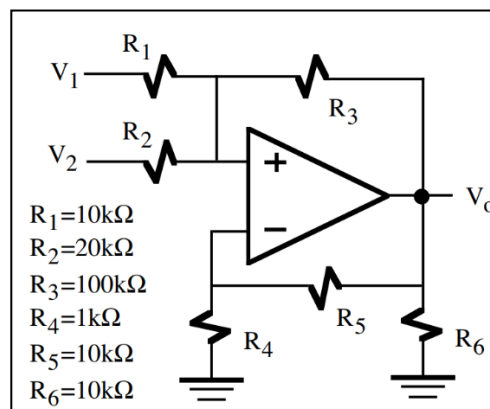 R₁
V₁
R₃
R₂
V₂
+
−
Vₒ
R₁=10kΩ
R₂=20kΩ
R₃=100kΩ
R₄=1kΩ
R₅=10kΩ
R₆=10kΩ
R₄
R₅
R₆